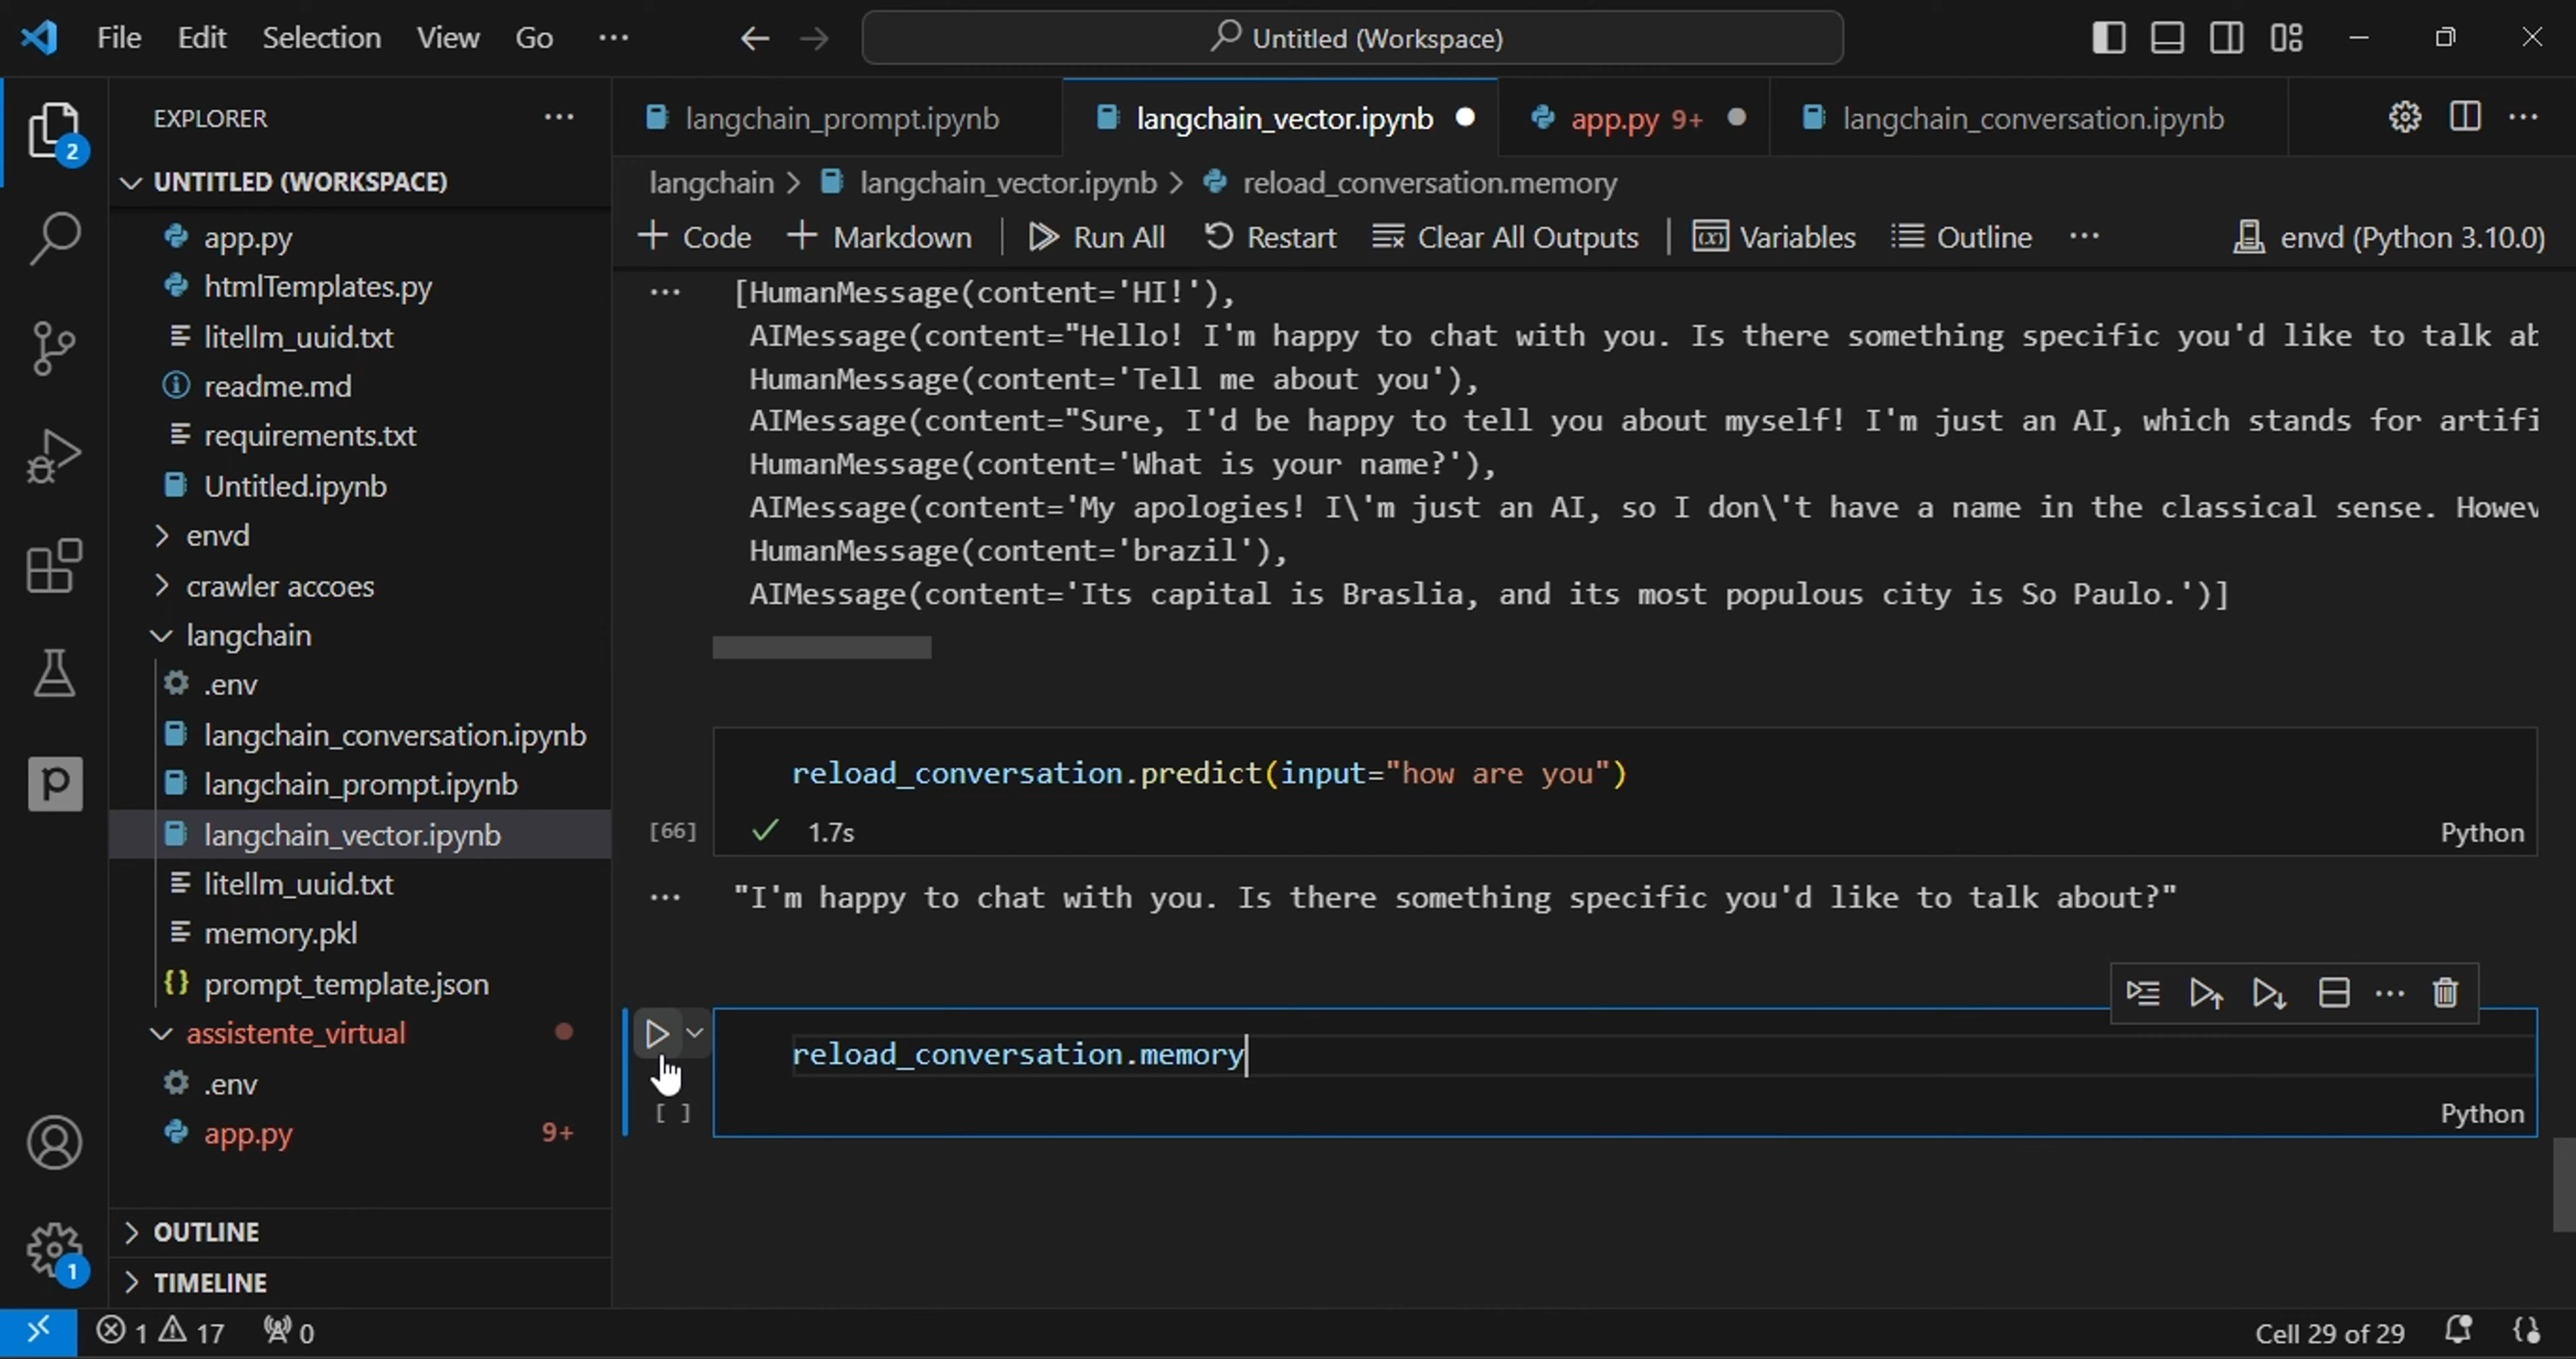 File Edit Selection View Go ··· Untitled (Workspace)
EXPLORER ···
2
UNTITLED (WORKSPACE)
app.py
htmlTemplates.py
litellm_uuid.txt
readme.md
requirements.txt
Untitled.ipynb
envd
crawler accoes
langchain
.env
langchain_conversation.ipynb
langchain_prompt.ipynb
langchain_vector.ipynb
litellm_uuid.txt
memory.pkl
prompt_template.json
assistente_virtual
.env
app.py 9+
OUTLINE
TIMELINE
1
langchain_prompt.ipynb langchain_vector.ipynb app.py 9+ langchain_conversation.ipynb ···
langchain > langchain_vector.ipynb > reload_conversation.memory
+ Code + Markdown | Run All Restart Clear All Outputs | Variables Outline ··· envd (Python 3.10.0)
··· [HumanMessage(content='HI!'),
AIMessage(content="Hello! I'm happy to chat with you. Is there something specific you'd like to talk ab
HumanMessage(content='Tell me about you'),
AIMessage(content="Sure, I'd be happy to tell you about myself! I'm just an AI, which stands for artifi
HumanMessage(content='What is your name?'),
AIMessage(content='My apologies! I\'m just an AI, so I don\'t have a name in the classical sense. Howev
HumanMessage(content='brazil'),
AIMessage(content='Its capital is Braslia, and its most populous city is So Paulo.')]
reload_conversation.predict(input="how are you")
[66] ✓ 1.7s Python
··· "I'm happy to chat with you. Is there something specific you'd like to talk about?"
···
reload_conversation.memory
[ ] Python
1 17 0 Cell 29 of 29